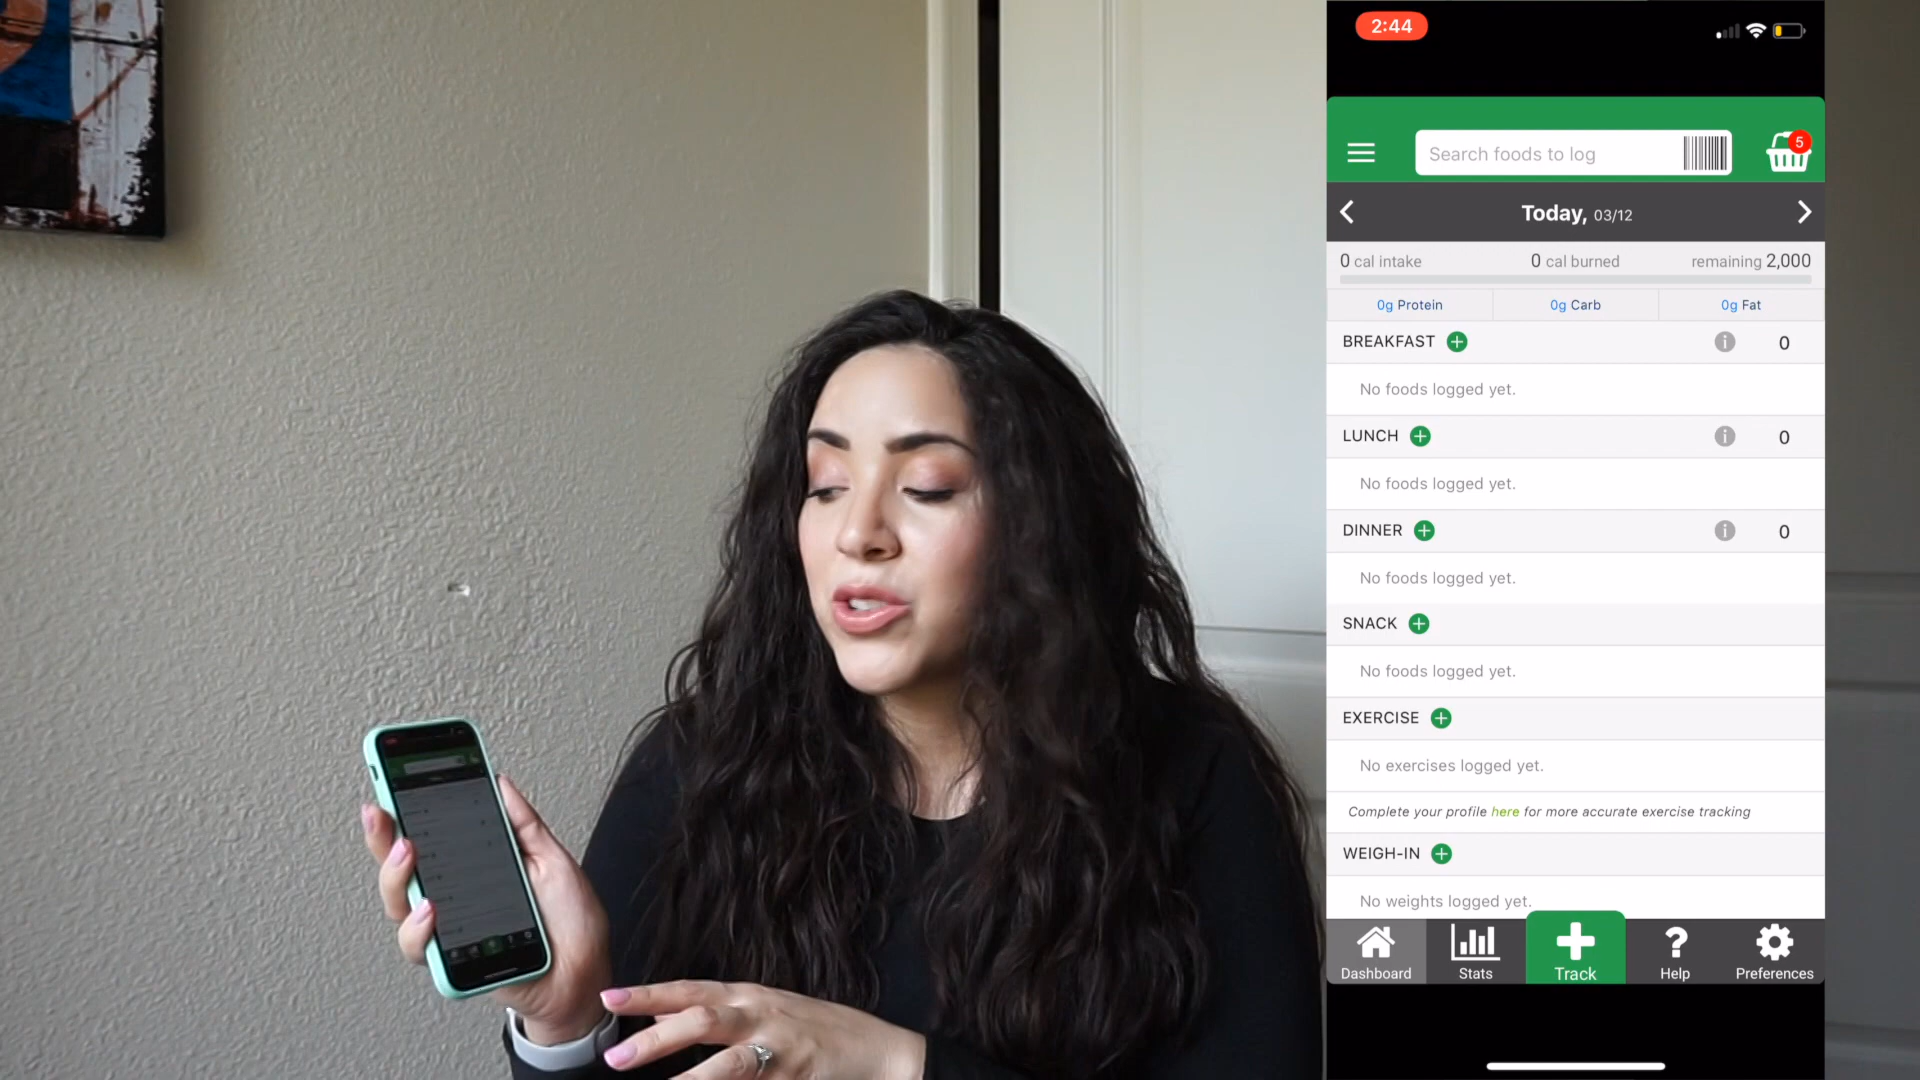 2:44
Search foods to log
5
Today, 03/12
0 cal intake 0 cal burned remaining 2,000
0g Protein 0g Carb 0g Fat
BREAKFAST 0
No foods logged yet.
LUNCH 0
No foods logged yet.
DINNER 0
No foods logged yet.
SNACK
No foods logged yet.
EXERCISE
No exercises logged yet.
Complete your profile here for more accurate exercise tracking
WEIGH-IN
No weights logged yet.
Dashboard Stats Track Help Preferences